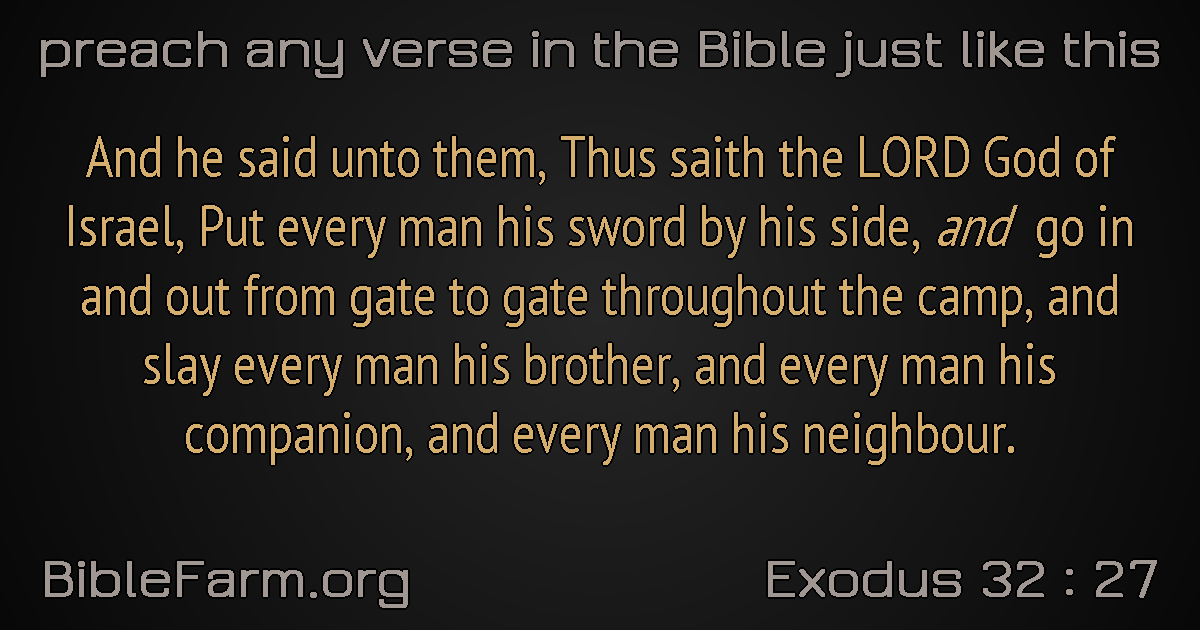 preach any verse in the Bible just like this
And he said unto them, Thus saith the LORD God of
Israel, Put every man his sword by his side, and go in
and out from gate to gate throughout the camp, and
slay every man his brother, and every man his
companion, and every man his neighbour.
BibleFarm.org
Exodus 32 : 27